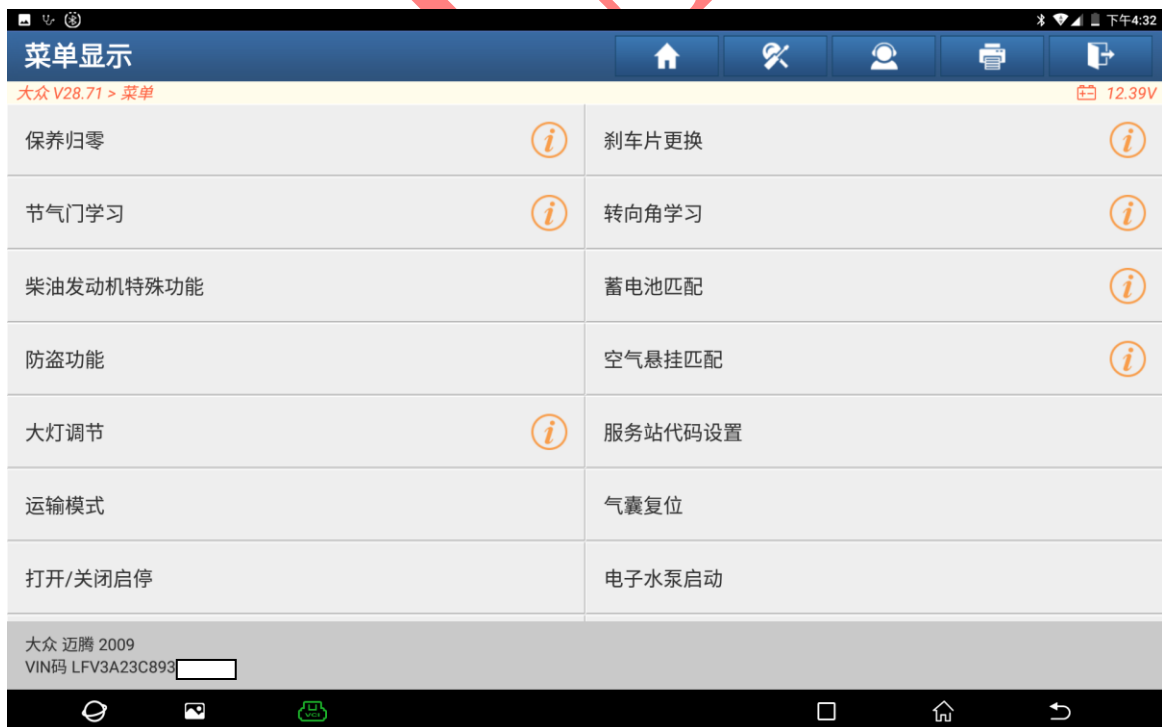 下午4:32
菜单显示
大众 V28.71 > 菜单
12.39V
保养归零
刹车片更换
节气门学习
转向角学习
柴油发动机特殊功能
蓄电池匹配
防盗功能
空气悬挂匹配
大灯调节
服务站代码设置
运输模式
气囊复位
打开/关闭启停
电子水泵启动
大众 迈腾 2009
VIN码 LFV3A23C893
VCI